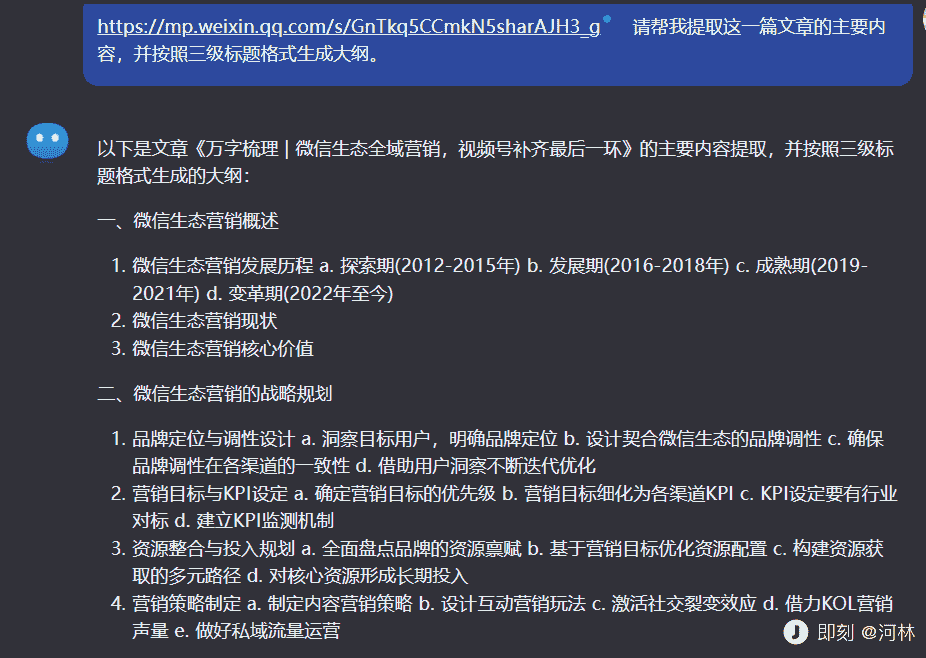 https://mp.weixin.qq.com/s/GnTkq5CCmkN5sharAJH3_g 请帮我提取这一篇文章的主要内
容，并按照三级标题格式生成大纲。
以下是文章《万字梳理 | 微信生态全域营销，视频号补齐最后一环》的主要内容提取，并按照三级标
题格式生成的大纲：
一、微信生态营销概述
1. 微信生态营销发展历程 a. 探索期(2012-2015年) b. 发展期(2016-2018年) c. 成熟期(2019-
2021年) d. 变革期(2022年至今)
2. 微信生态营销现状
3. 微信生态营销核心价值
二、微信生态营销的战略规划
1. 品牌定位与调性设计 a. 洞察目标用户，明确品牌定位 b. 设计契合微信生态的品牌调性 c. 确保
品牌调性在各渠道的一致性 d. 借助用户洞察不断迭代优化
2. 营销目标与KPI设定 a. 确定营销目标的优先级 b. 营销目标细化为各渠道KPI c. KPI设定要有行业
对标 d. 建立KPI监测机制
3. 资源整合与投入规划 a. 全面盘点品牌的资源禀赋 b. 基于营销目标优化资源配置 c. 构建资源获
取的多元路径 d. 对核心资源形成长期投入
4. 营销策略制定 a. 制定内容营销策略 b. 设计互动营销玩法 c. 激活社交裂变效应 d. 借力KOL营销
声量 e. 做好私域流量运营
即刻 @河林